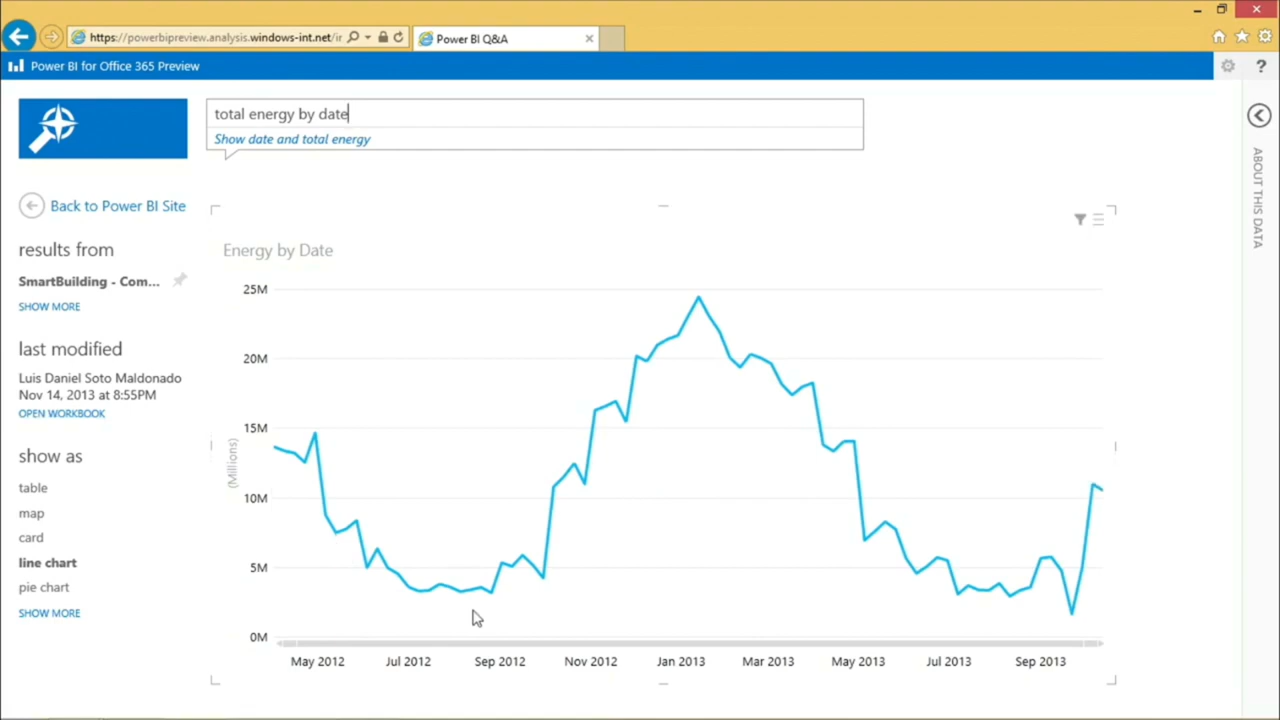 https://powerbipreview.analysis.windows-int.net/ir
Power BI Q&A
Power BI for Office 365 Preview
?
total energy by date
Show date and total energy
ABOUT THIS DATA
Back to Power BI Site
results from
SmartBuilding - Com...
SHOW MORE
last modified
Luis Daniel Soto Maldonado
Nov 14, 2013 at 8:55PM
OPEN WORKBOOK
show as
table
map
card
line chart
pie chart
SHOW MORE
Energy by Date
(Millions)
25M
20M
15M
10M
5M
0M
May 2012 Jul 2012 Sep 2012 Nov 2012 Jan 2013 Mar 2013 May 2013 Jul 2013 Sep 2013